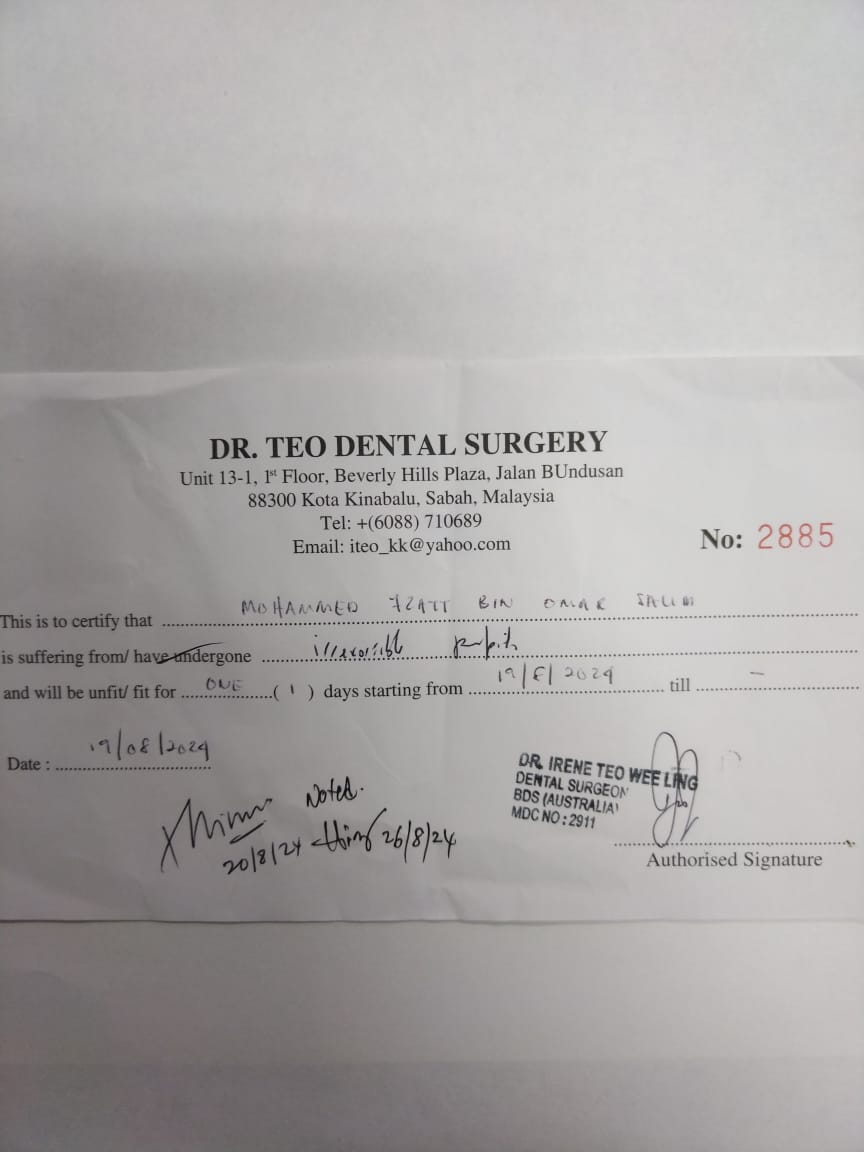 DR. TEO DENTAL SURGERY
Unit 13-1, 1st Floor, Beverly Hills Plaza, Jalan BUndusan
88300 Kota Kinabalu, Sabah, Malaysia
Tel: +(6088) 710689
Email: iteo_kk@yahoo.com
No: 2885
This is to certify that MOHAMMED IZATT BIN OMAR SALIM
is suffering from/ have undergone
and will be unfit/ fit for ONE ( 1 ) days starting from 19/8/2024 till -
Date : 19/08/2024
DR. IRENE TEO WEE LING
DENTAL SURGEON
BDS (AUSTRALIA)
MDC NO : 2911
Noted.
20/8/24 26/8/24
Authorised Signature